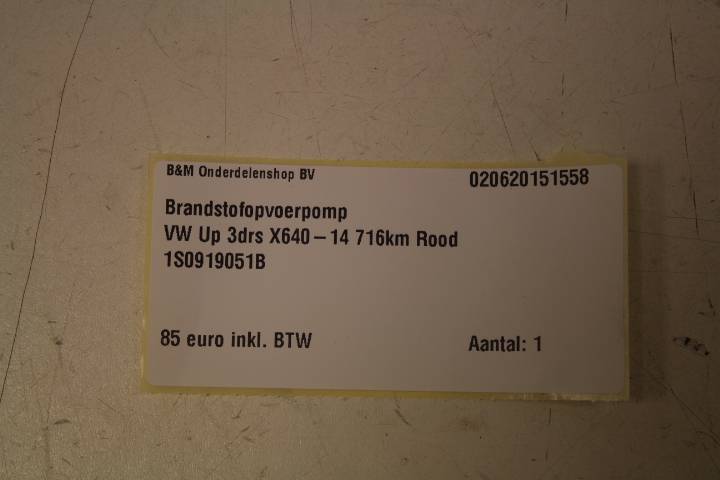 B&M Onderdelenshop BV 020620151558
Brandstofopvoerpomp
VW Up 3drs X640 – 14 716km Rood
1S0919051B
85 euro inkl. BTW Aantal: 1